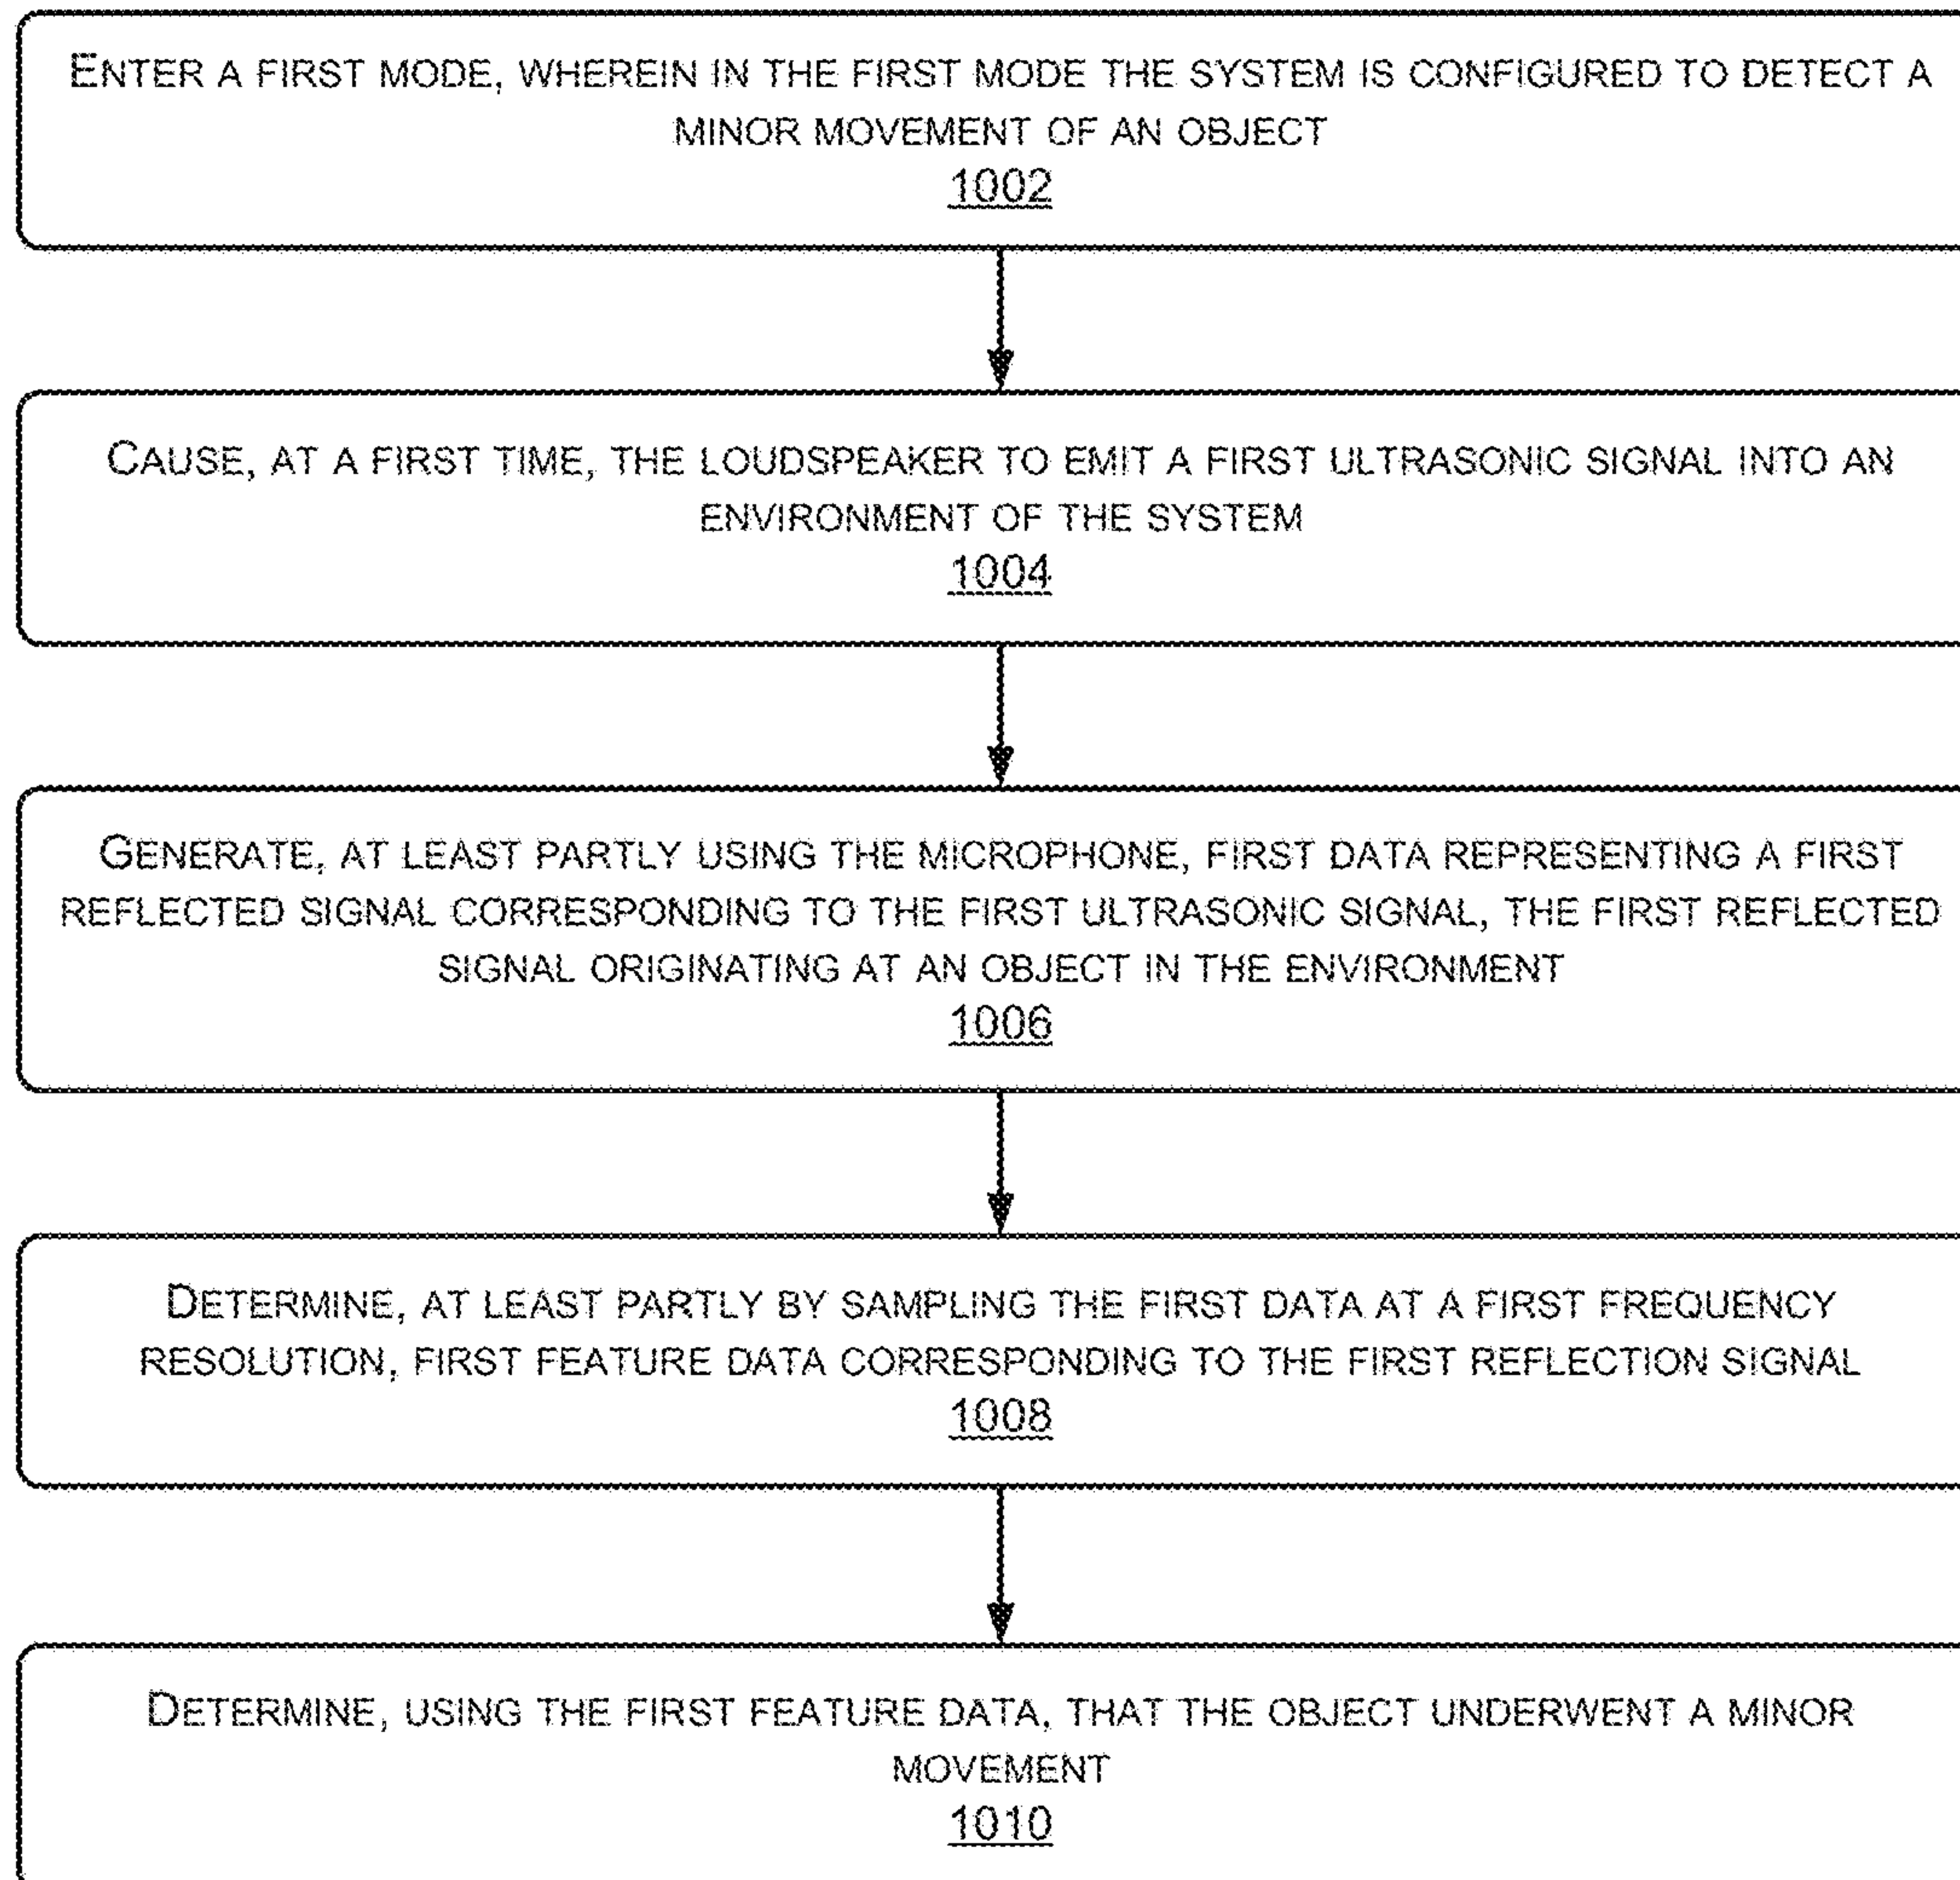 ENTER A FIRST MODE, WHEREIN IN THE FIRST MODE THE SYSTEM IS CONFIGURED TO DETECT A
MINOR MOVEMENT OF AN OBJECT
1002
CAUSE, AT A FIRST TIME, THE LOUDSPEAKER TO EMIT A FIRST ULTRASONIC SIGNAL INTO AN
ENVIRONMENT OF THE SYSTEM
1004
GENERATE, AT LEAST PARTLY USING THE MICROPHONE, FIRST DATA REPRESENTING A FIRST
REFLECTED SIGNAL CORRESPONDING TO THE FIRST ULTRASONIC SIGNAL, THE FIRST REFLECTED
SIGNAL ORIGINATING AT AN OBJECT IN THE ENVIRONMENT
1006
DETERMINE, AT LEAST PARTLY BY SAMPLING THE FIRST DATA AT A FIRST FREQUENCY
RESOLUTION, FIRST FEATURE DATA CORRESPONDING TO THE FIRST REFLECTION SIGNAL
1008
DETERMINE, USING THE FIRST FEATURE DATA, THAT THE OBJECT UNDERWENT A MINOR
MOVEMENT
1010